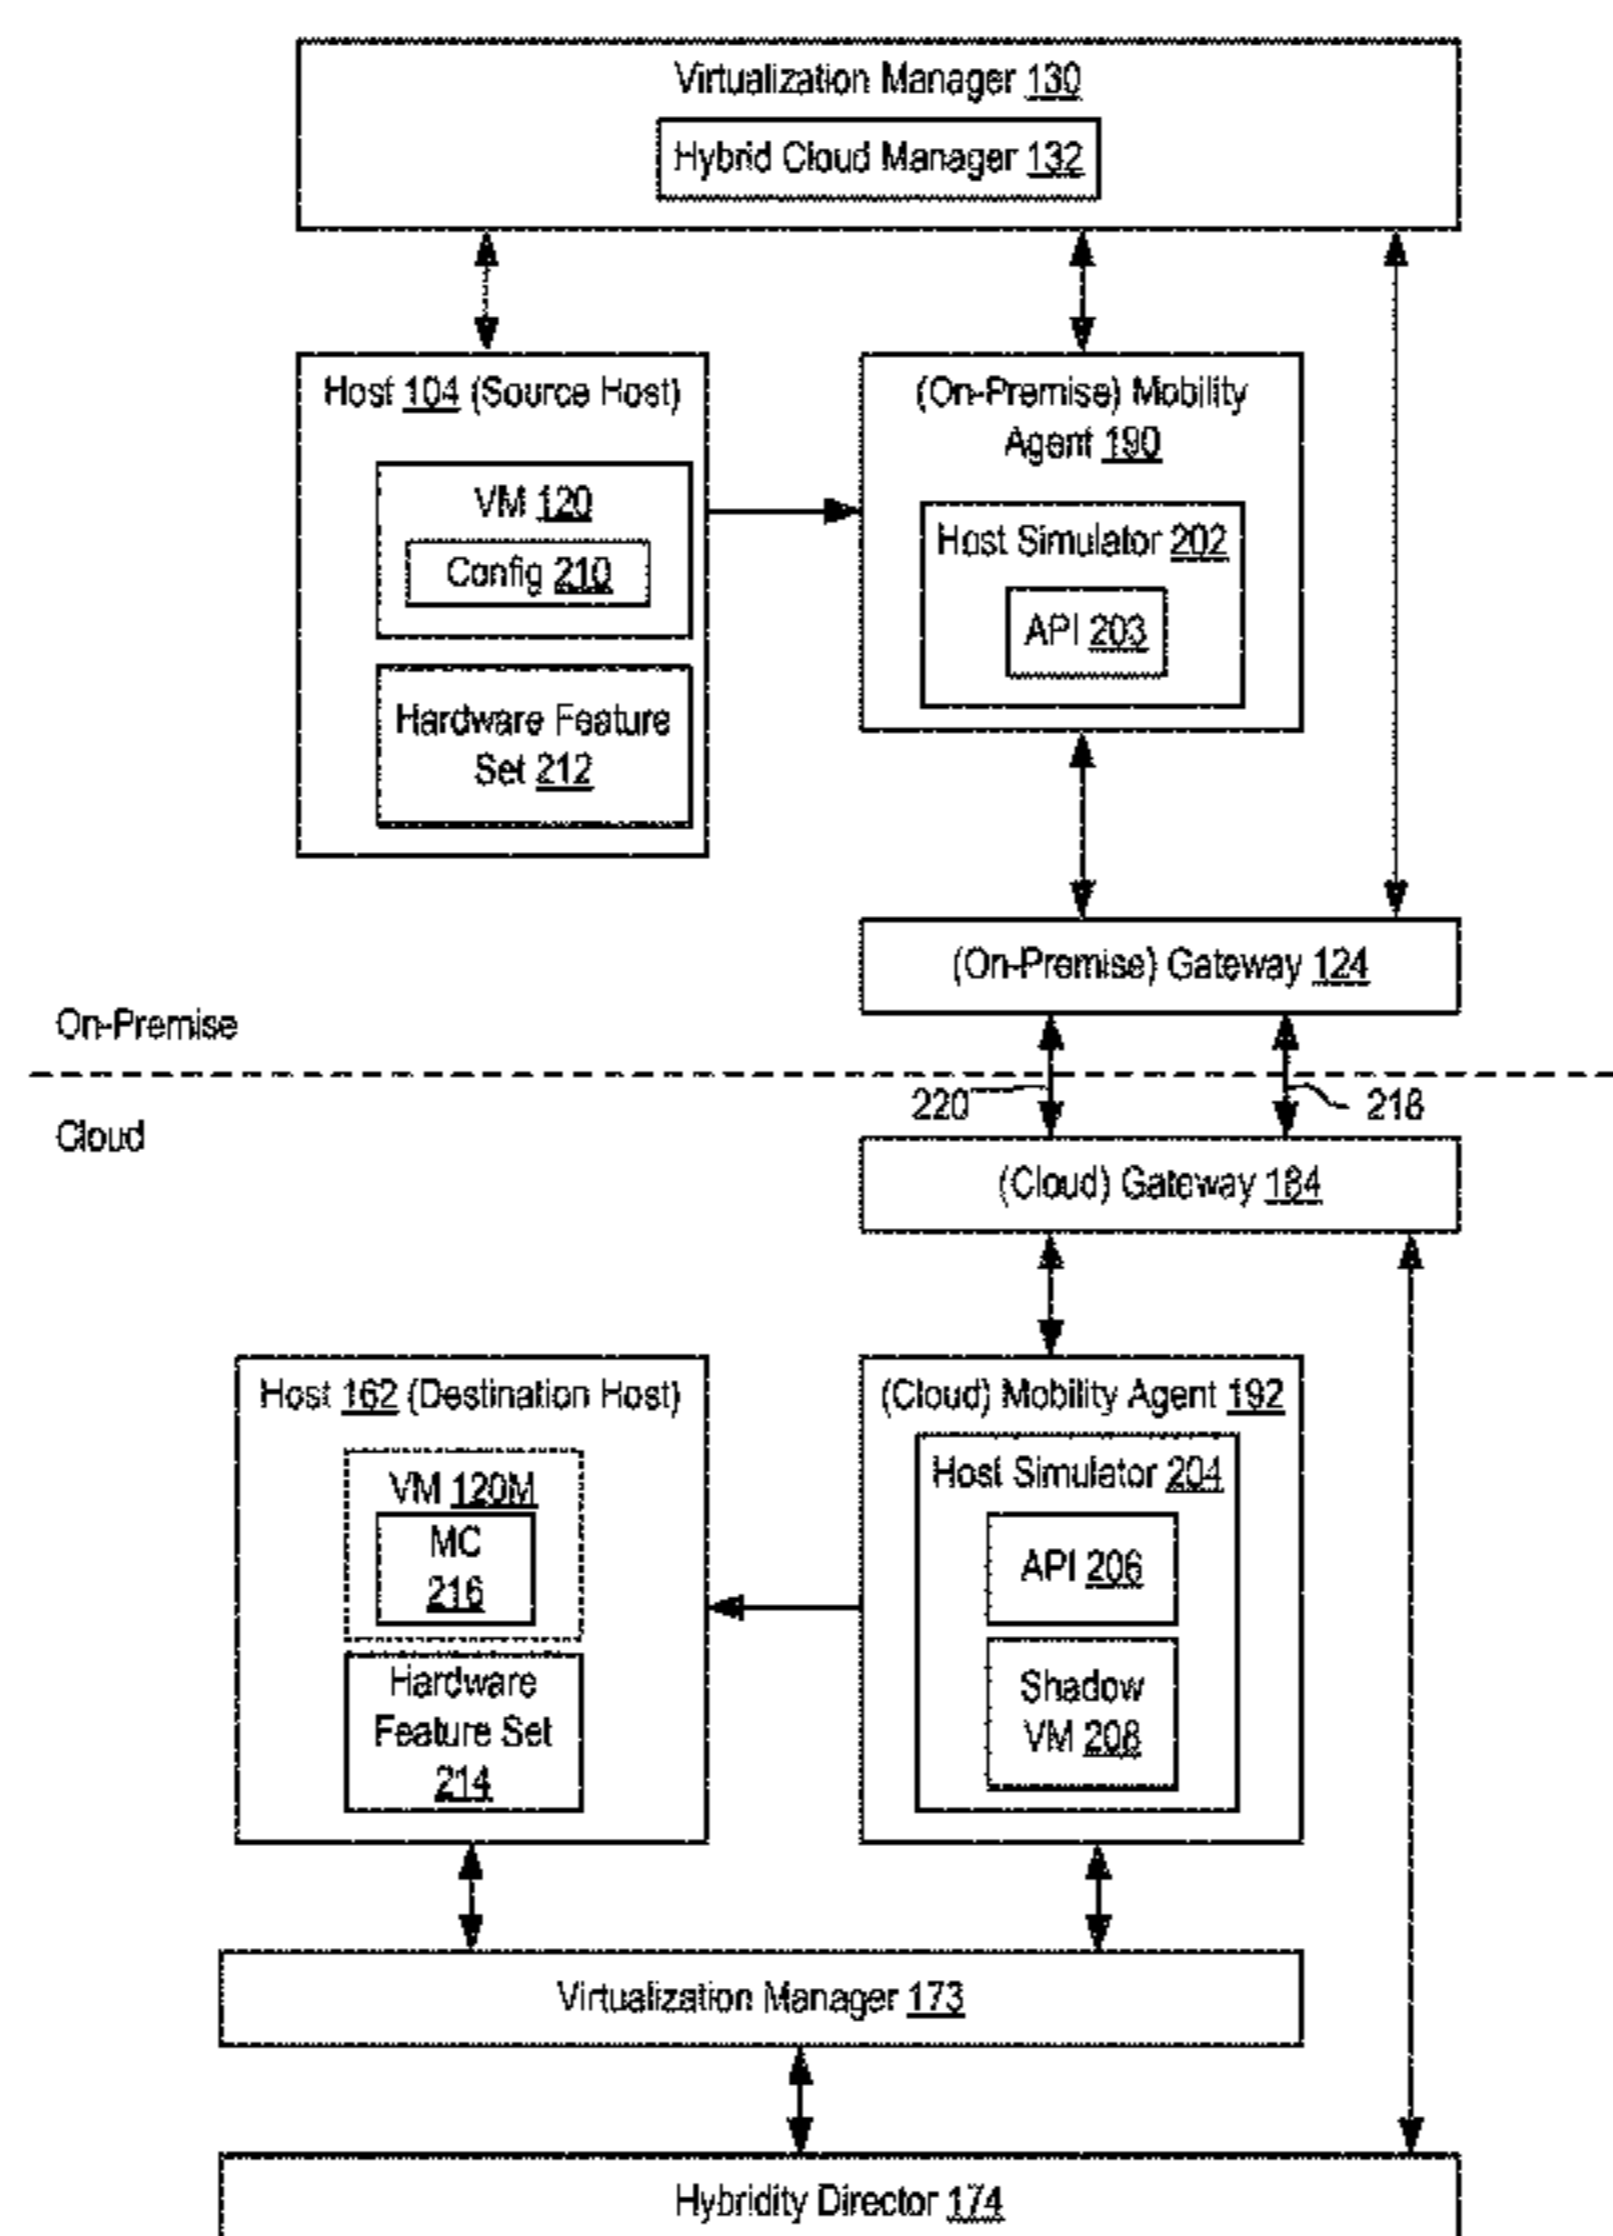 Virtualization Manager 130
Hybrid Cloud Manager 132
Host 104 (Source Host)
VM 120
Config 210
Hardware Feature
Set 212
(On-Premise) Mobility
Agent 190
Host Simulator 202
API 203
(On-Premise) Gateway 124
On-Premise
220
218
Cloud
(Cloud) Gateway 184
Host 162 (Destination Host)
VM 120M
MC
216
Hardware
Feature Set
214
(Cloud) Mobility Agent 192
Host Simulator 204
API 206
Shadow
VM 208
Virtualization Manager 173
Hybridity Director 174